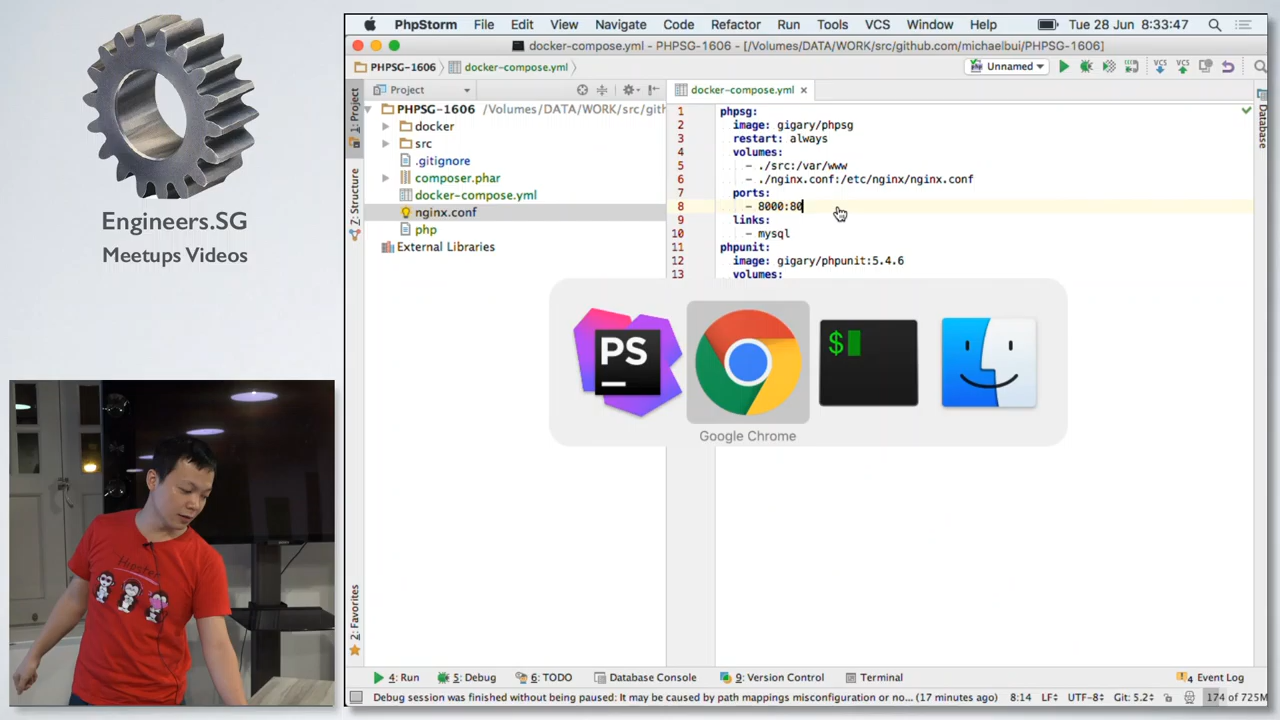 Engineers.SG
Meetups Videos
Hipster
PhpStorm File Edit View Navigate Code Refactor Run Tools VCS Window Help Tue 28 Jun 8:33:47
docker-compose.yml - PHPSG-1606 - [/Volumes/DATA/WORK/src/github.com/michaelbui/PHPSG-1606]
PHPSG-1606 docker-compose.yml Unnamed VCS VCS
1: Project
7: Structure
2: Favorites
Database
Project
PHPSG-1606 /Volumes/DATA/WORK/src/gith
docker
src
.gitignore
composer.phar
docker-compose.yml
nginx.conf
php
External Libraries
docker-compose.yml
1 phpsg:
2 image: gigary/phpsg
3 restart: always
4 volumes:
5 - ./src:/var/www
6 - ./nginx.conf:/etc/nginx/nginx.conf
7 ports:
8 - 8000:80
9 links:
10 - mysql
11 phpunit:
12 image: gigary/phpunit:5.4.6
13 volumes:
PS
$
Google Chrome
4: Run 5: Debug 6: TODO Database Console 9: Version Control Terminal Event Log
Debug session was finished without being paused: It may be caused by path mappings misconfiguration or no... (17 minutes ago) 8:14 LF÷ UTF-8÷ Git: 5.2÷ 174 of 725M